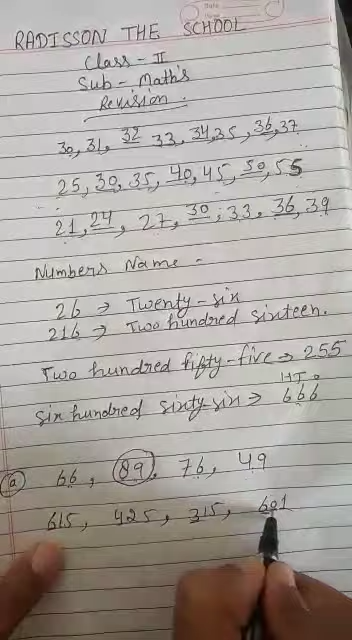 RADISSON THE SCHOOL
Class - II
Sub - Math's
Revision.
30, 31, 32 33, 34, 35, 36, 37
25, 30, 35, 40, 45, 50, 55
21, 24, 27, 30, 33, 36, 39
Numbers Name -
26 → Twenty-six
216 → Two hundred sixteen.
Two hundred fifty-five → 255
H T O
Six hundred sixty six → 666
(a) 66, 89, 76, 49
615, 425, 315, 601